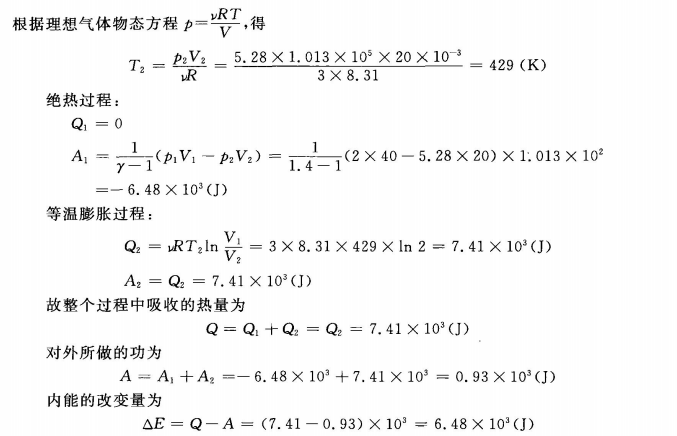 根据理想气体物态方程 p=νRT/V,得
T₂ = p₂V₂/νR = 5.28×1.013×10⁵×20×10⁻³/3×8.31 = 429 (K)
绝热过程:
Q₁ = 0
A₁ = 1/γ−1 (p₁V₁ − p₂V₂) = 1/1.4−1 (2×40−5.28×20)×1.013×10²
=− 6.48×10³(J)
等温膨胀过程:
Q₂ = νRT₂ln V₁/V₂ = 3×8.31×429×ln 2 = 7.41×10³(J)
A₂ = Q₂ = 7.41×10³(J)
故整个过程中吸收的热量为
Q = Q₁ + Q₂ = Q₂ = 7.41×10³(J)
对外所做的功为
A = A₁ + A₂ =− 6.48×10³ + 7.41×10³ = 0.93×10³(J)
内能的改变量为
△E = Q − A = (7.41 − 0.93)×10³ = 6.48×10³(J)